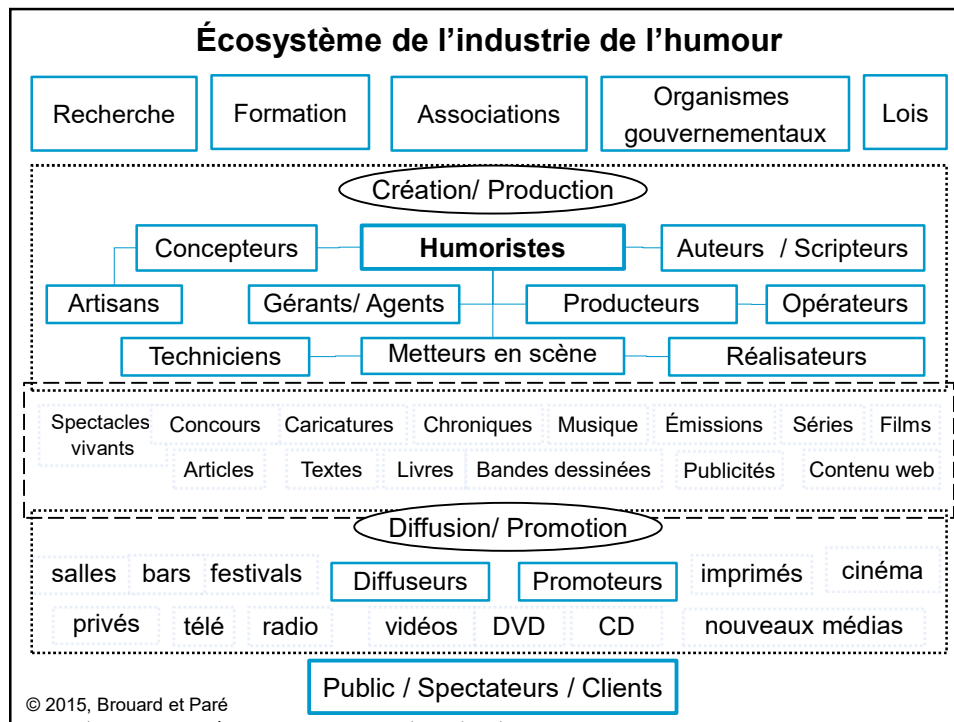 Écosystème de l'industrie de l'humour
Recherche
Formation
Associations
Organismes
gouvernementaux
Lois
Création/ Production
Concepteurs
Humoristes
Auteurs / Scripteurs
Artisans
Gérants/ Agents
Producteurs
Opérateurs
Techniciens
Metteurs en scène
Réalisateurs
Spectacles
vivants
Concours
Caricatures
Chroniques
Musique
Émissions
Séries
Films
Articles
Textes
Livres
Bandes dessinées
Publicités
Contenu web
Diffusion/ Promotion
salles
bars
festivals
Diffuseurs
Promoteurs
imprimés
cinéma
privés
télé
radio
vidéos
DVD
CD
nouveaux médias
Public / Spectateurs / Clients
© 2015, Brouard et Paré